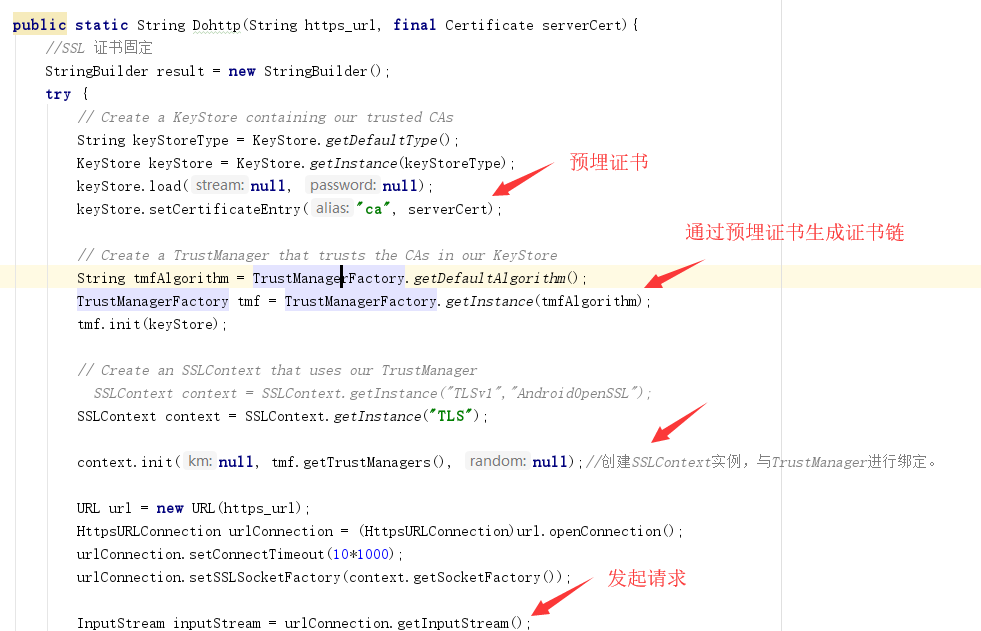 public static String Dohttp(String https_url, final Certificate serverCert){
//SSL 证书固定
StringBuilder result = new StringBuilder();
try {
// Create a KeyStore containing our trusted CAs
String keyStoreType = KeyStore.getDefaultType();
KeyStore keyStore = KeyStore.getInstance(keyStoreType);
预埋证书
keyStore.load( stream: null, password: null);
keyStore.setCertificateEntry( alias: "ca", serverCert);
通过预埋证书生成证书链
// Create a TrustManager that trusts the CAs in our KeyStore
String tmfAlgorithm = TrustManagerFactory.getDefaultAlgorithm();
TrustManagerFactory tmf = TrustManagerFactory.getInstance(tmfAlgorithm);
tmf.init(keyStore);
// Create an SSLContext that uses our TrustManager
SSLContext context = SSLContext.getInstance("TLSv1","AndroidOpenSSL");
SSLContext context = SSLContext.getInstance("TLS");
context.init( km: null, tmf.getTrustManagers(), random: null);//创建SSLContext实例，与TrustManager进行绑定。
URL url = new URL(https_url);
HttpsURLConnection urlConnection = (HttpsURLConnection)url.openConnection();
urlConnection.setConnectTimeout(10*1000);
urlConnection.setSSLSocketFactory(context.getSocketFactory());
发起请求
InputStream inputStream = urlConnection.getInputStream();